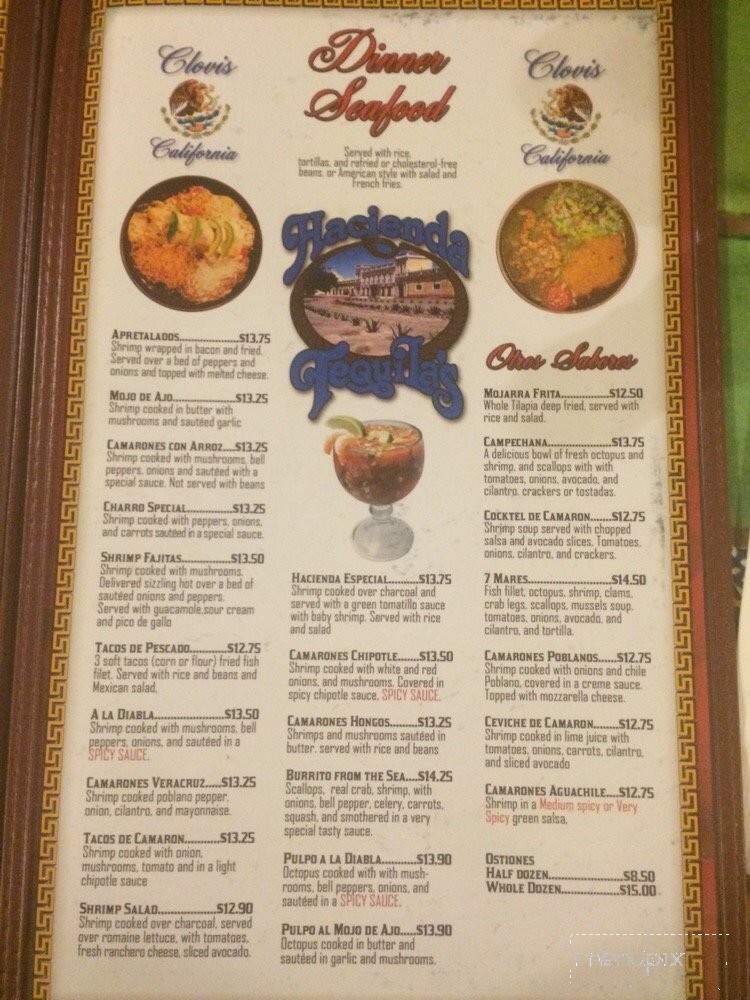 Clovis
California
Dinner
Seafood
Served with rice,
tortillas, and refried or cholesterol-free
beans, or American style with salad and
French fries.
Clovis
California
Hacienda
Tequila's
Apretalados...................$13.75
Shrimp wrapped in bacon and fried.
Served over a bed of peppers and
onions and topped with melted cheese.
Mojo de Ajo...................$13.25
Shrimp cooked in butter with
mushrooms and sautéed garlic
Camarones con Arroz....$13.25
Shrimp cooked with mushrooms, bell
peppers, onions and sautéed with a
special sauce. Not served with beans
Charro Special..............$13.25
Shrimp cooked with peppers, onions,
and carrots sautéed in a special sauce.
Shrimp Fajitas................$13.50
Shrimp cooked with mushrooms.
Delivered sizzling hot over a bed of
sautéed onions and peppers.
Served with guacamole,sour cream
and pico de gallo
Tacos de Pescado............$12.75
3 soft tacos (corn or flour) fried fish
filet. Served with rice and beans and
Mexican salad.
A la Diabla....................$13.50
Shrimp cooked with mushrooms, bell
peppers, onions, and sautéed in a
SPICY SAUCE.
Camarones Veracruz.....$13.25
Shrimp cooked poblano pepper,
onion, cilantro, and mayonnaise.
Tacos de Camaron...........$13.25
Shrimp cooked with onion,
mushrooms, tomato and in a light
chipotle sauce
Shrimp Salad..................$12.90
Shrimp cooked over charcoal, served
over romaine lettuce, with tomatoes,
fresh ranchero cheese, sliced avocado.
Hacienda Especial..........$13.75
Shrimp cooked over charcoal and
served with a green tomatillo sauce
with baby shrimp. Served with rice
and salad
Camarones Chipotle......$13.50
Shrimp cooked with white and red
onions, and mushrooms. Covered in
spicy chipotle sauce, SPICY SAUCE.
Camarones Hongos........$13.25
Shrimps and mushrooms sautéed in
butter. served with rice and beans
Burrito from the Sea....$14.25
Scallops, real crab, shrimp, with
onions, bell pepper, celery, carrots,
squash, and smothered in a very
special tasty sauce.
Pulpo a la Diabla..........$13.90
Octopus cooked with with mush-
rooms, bell peppers, onions, and
sautéed in a SPICY SAUCE.
Pulpo al Mojo de Ajo.....$13.90
Octopus cooked in butter and
sautéed in garlic and mushrooms.
Otros Sabores
Mojarra Frita...............$12.50
Whole Tilapia deep fried, served with
rice and salad.
Campechana..................$13.75
A delicious bowl of fresh octopus and
shrimp, and scallops with with
tomatoes, onions, avocado, and
cilantro, crackers or tostadas.
Cocktel de Camaron.......$12.75
Shrimp soup served with chopped
salsa and avocado slices. Tomatoes,
onions, cilantro, and crackers.
7 Mares.........................$14.50
Fish fillet, octopus, shrimp, clams,
crab legs, scallops, mussels soup,
tomatoes, onions, avocado, and
cilantro, and tortilla.
Camarones Poblanos......$12.75
Shrimp cooked with onions and chile
Poblano, covered in a creme sauce.
Topped with mozzarella cheese.
Ceviche de Camaron.......$12.75
Shrimp cooked in lime juice with
tomatoes, onions, carrots, cilantro,
and sliced avocado
Camarones Aguachile....$12.75
Shrimp in a Medium spicy or Very
Spicy green salsa.
Ostiones
Half dozen....................$8.50
Whole Dozen.................$15.00
menupix